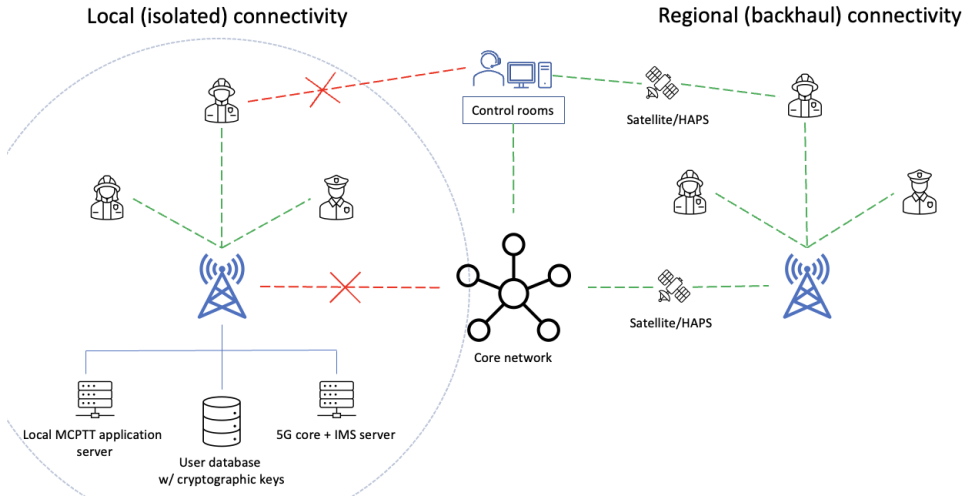 Local (isolated) connectivity
Regional (backhaul) connectivity
Control rooms
Satellite/HAPS
Satellite/HAPS
Core network
Local MCPTT application
server
User database
w/ cryptographic keys
5G core + IMS server